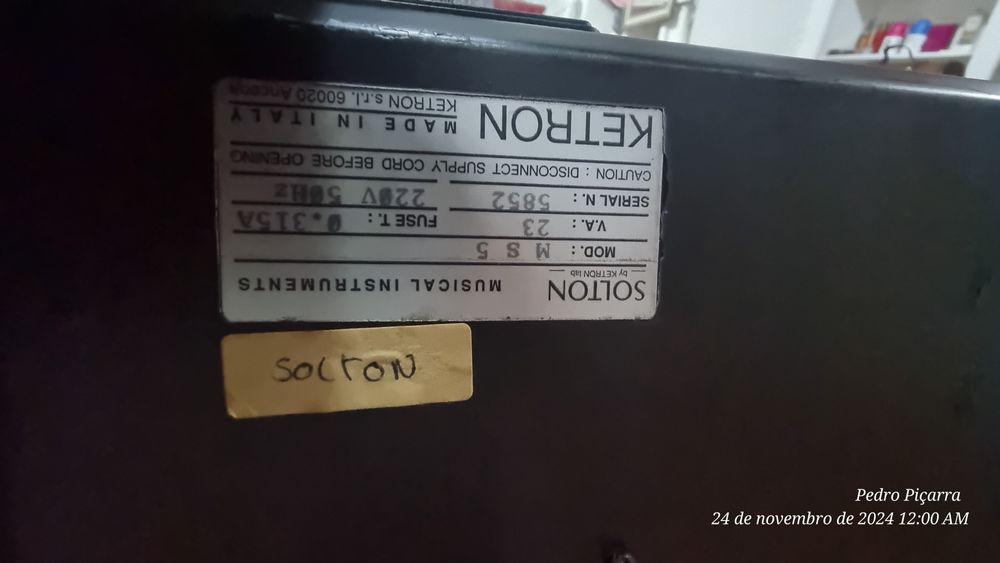 SOLTON
by KETRON lab
MUSICAL INSTRUMENTS
MOD.: MS5
V.A.: 23 FUSE T.: 0.315A
SERIAL N.: 5852 220V 50Hz
CAUTION : DISCONNECT SUPPLY CORD BEFORE OPENING
KETRON MADE IN ITALY
KETRON s.r.l. 60020 Ancona
SOLTON
Pedro Piçarra
24 de novembro de 2024 12:00 AM